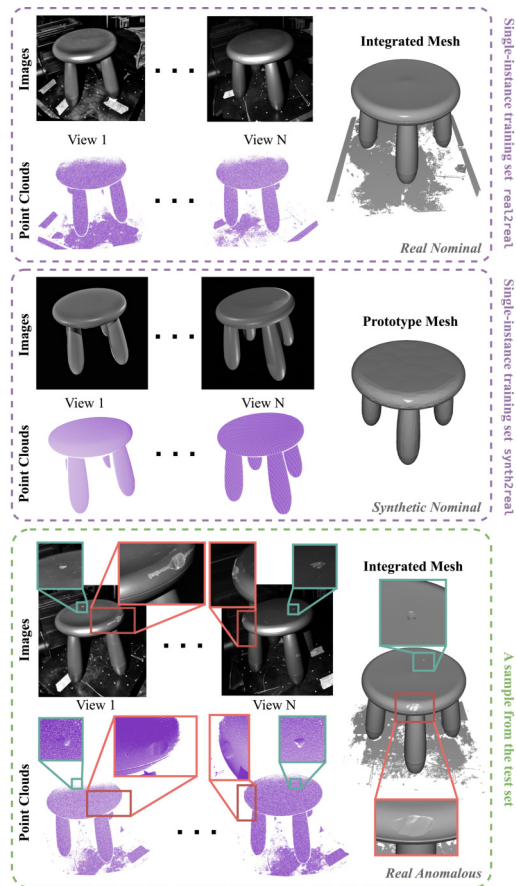 Images
Integrated Mesh
View 1
View N
Point Clouds
Real Nominal
Single-instance training set real2real
Images
Prototype Mesh
View 1
View N
Point Clouds
Synthetic Nominal
Single-instance training set synth2real
Images
Integrated Mesh
View 1
View N
Point Clouds
Real Anomalous
A sample from the test set